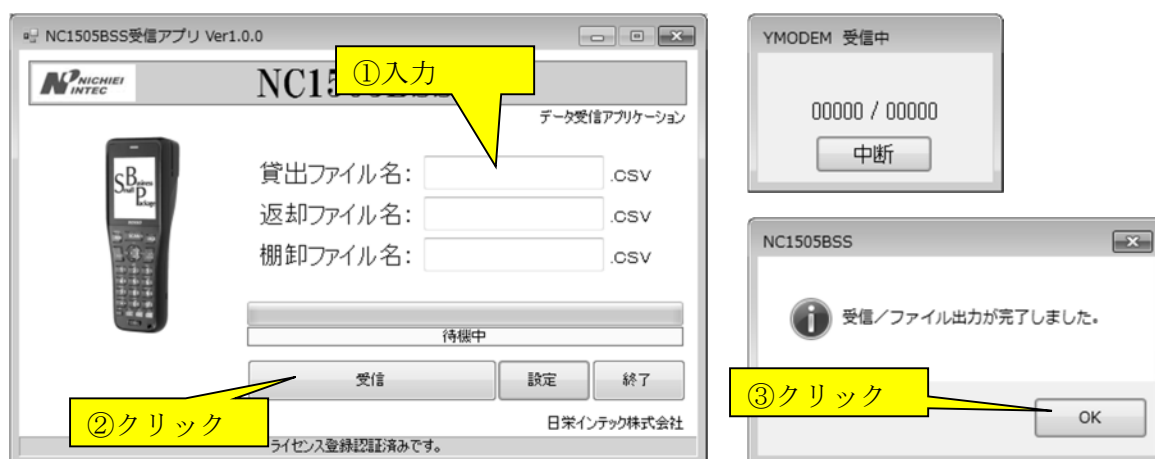 NC1505BSS受信アプリ Ver1.0.0
NICHIEI
INTEC
①入力
データ受信アプリケーション
貸出ファイル名: .CSV
返却ファイル名: .CSV
棚卸ファイル名: .CSV
待機中
受信 設定 終了
②クリック
日栄インテック株式会社
ライセンス登録認証済みです。
YMODEM 受信中
00000 / 00000
中断
NC1505BSS
受信/ファイル出力が完了しました。
③クリック
OK